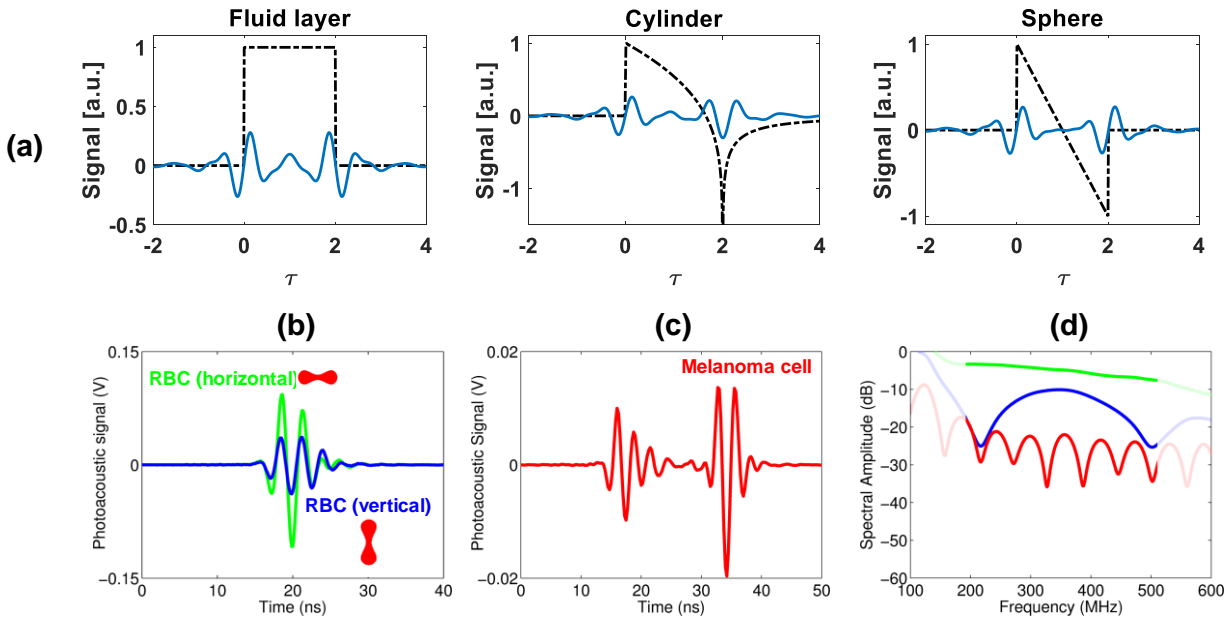 Fluid layer
Cylinder
Sphere
(a)
Signal [a.u.]
1
0.5
0
-0.5
-2 0 2 4
τ
Signal [a.u.]
1
0
-1
-2 0 2 4
τ
Signal [a.u.]
1
0
-1
-2 0 2 4
τ
(b)
(c)
(d)
Photoacoustic signal (V)
0.15
0
−0.15
RBC (horizontal)
RBC (vertical)
0 10 20 30 40
Time (ns)
Photoacoustic Signal (V)
0.02
0
−0.02
Melanoma cell
0 10 20 30 40 50
Time (ns)
Spectral Amplitude (dB)
0
−10
−20
−30
−40
−50
−60
100 200 300 400 500 600
Frequency (MHz)